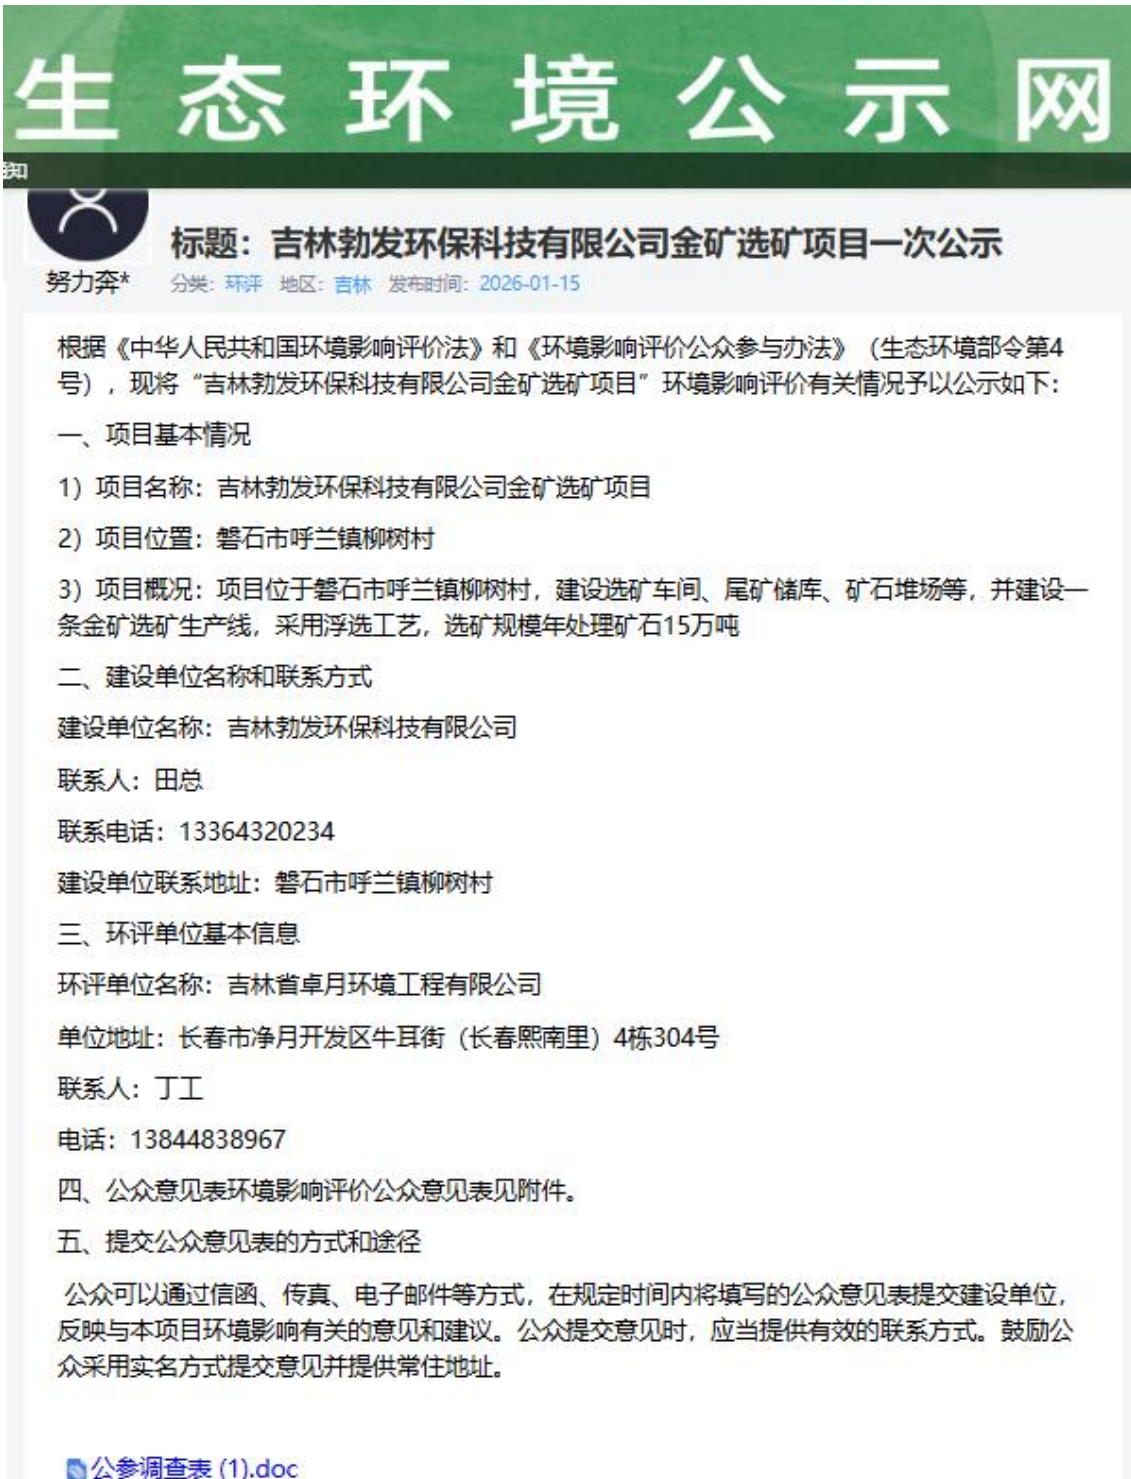 生态环境公示网
知
标题：吉林勃发环保科技有限公司金矿选矿项目一次公示
努力奔*
分类：环评 地区：吉林 发布时间：2026-01-15
根据《中华人民共和国环境影响评价法》和《环境影响评价公众参与办法》（生态环境部令第4
号），现将“吉林勃发环保科技有限公司金矿选矿项目”环境影响评价有关情况予以公示如下：
一、项目基本情况
1）项目名称：吉林勃发环保科技有限公司金矿选矿项目
2）项目位置：磐石市呼兰镇柳树村
3）项目概况：项目位于磐石市呼兰镇柳树村，建设选矿车间、尾矿储库、矿石堆场等，并建设一
条金矿选矿生产线，采用浮选工艺，选矿规模年处理矿石15万吨
二、建设单位名称和联系方式
建设单位名称：吉林勃发环保科技有限公司
联系人：田总
联系电话：13364320234
建设单位联系地址：磐石市呼兰镇柳树村
三、环评单位基本信息
环评单位名称：吉林省卓月环境工程有限公司
单位地址：长春市净月开发区牛耳街（长春熙南里）4栋304号
联系人：丁工
电话：13844838967
四、公众意见表环境影响评价公众意见表见附件。
五、提交公众意见表的方式和途径
公众可以通过信函、传真、电子邮件等方式，在规定时间内将填写的公众意见表提交建设单位，
反映与本项目环境影响有关的意见和建议。公众提交意见时，应当提供有效的联系方式。鼓励公
众采用实名方式提交意见并提供常住地址。
公参调查表 (1).doc